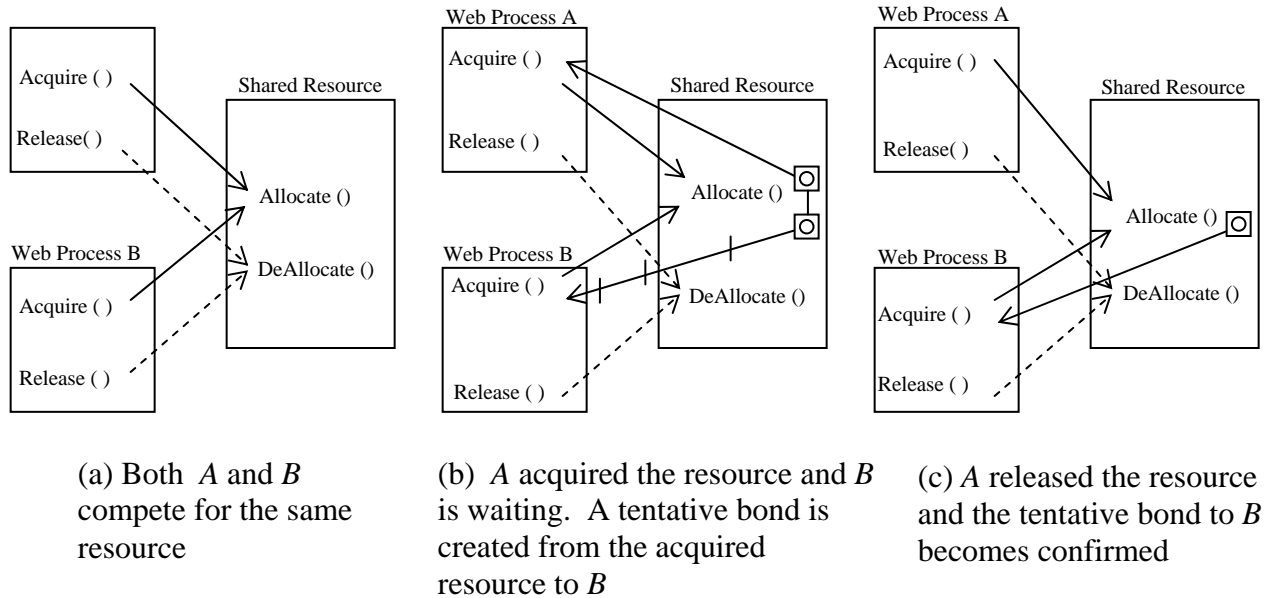 Acquire ( )
Release( )
Web Process B
Acquire ( )
Release ( )
Shared Resource
Allocate ()
DeAllocate ()
(a) Both A and B
compete for the same
resource
Web Process A
Acquire ( )
Release ( )
Web Process B
Acquire ( )
Release ( )
Shared Resource
Allocate ()
DeAllocate ()
(b) A acquired the resource and B
is waiting. A tentative bond is
created from the acquired
resource to B
Web Process A
Acquire ( )
Release( )
Web Process B
Acquire ( )
Release ( )
Shared Resource
Allocate ()
DeAllocate ()
(c) A released the resource
and the tentative bond to B
becomes confirmed